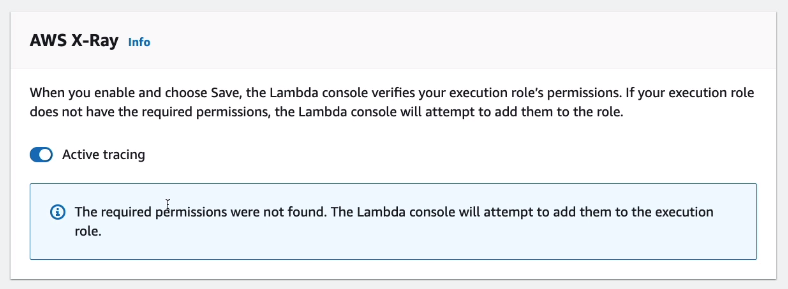 AWS X-Ray Info
When you enable and choose Save, the Lambda console verifies your execution role's permissions. If your execution role
does not have the required permissions, the Lambda console will attempt to add them to the role.
Active tracing
The required permissions were not found. The Lambda console will attempt to add them to the execution
role.